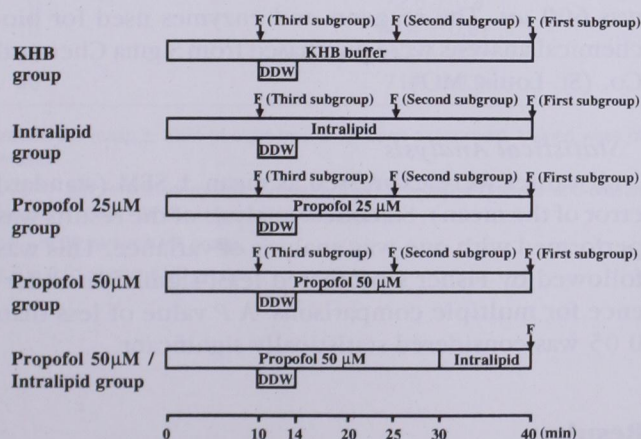 F (Third subgroup) F (Second subgroup) F (First subgroup)
KHB buffer
KHB
group
DDW
F (Third subgroup) F (Second subgroup) F (First subgroup)
Intralipid
Intralipid
group
DDW
F (Third subgroup) F (Second subgroup) F (First subgroup)
Propofol 25 μM
Propofol 25μM
group
DDW
F (Third subgroup) F (Second subgroup) F (First subgroup)
Propofol 50 μM
Propofol 50μM
group
DDW
F
Propofol 50 μM Intralipid
Propofol 50μM /
Intralipid group
DDW
0 10 14 20 25 30 40 (min)